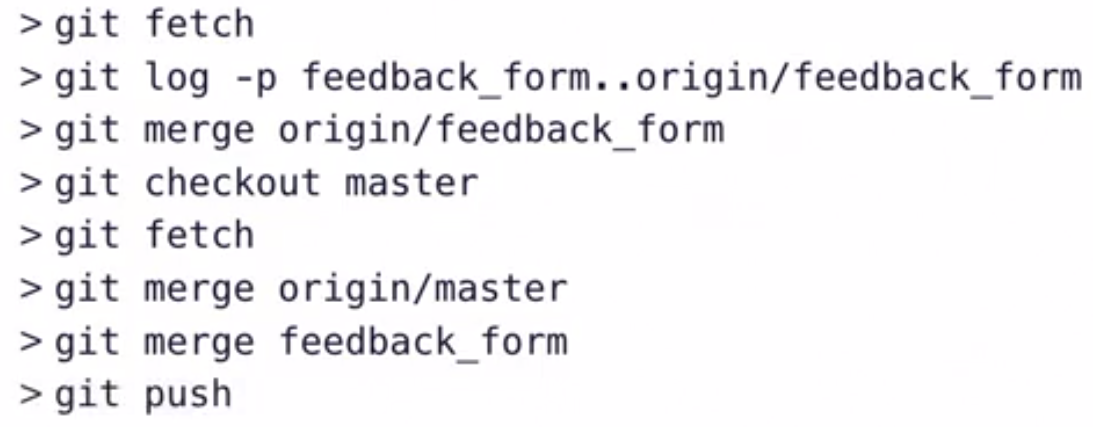 > git fetch
> git log -p feedback_form..origin/feedback_form
> git merge origin/feedback_form
> git checkout master
> git fetch
> git merge origin/master
> git merge feedback_form
> git push